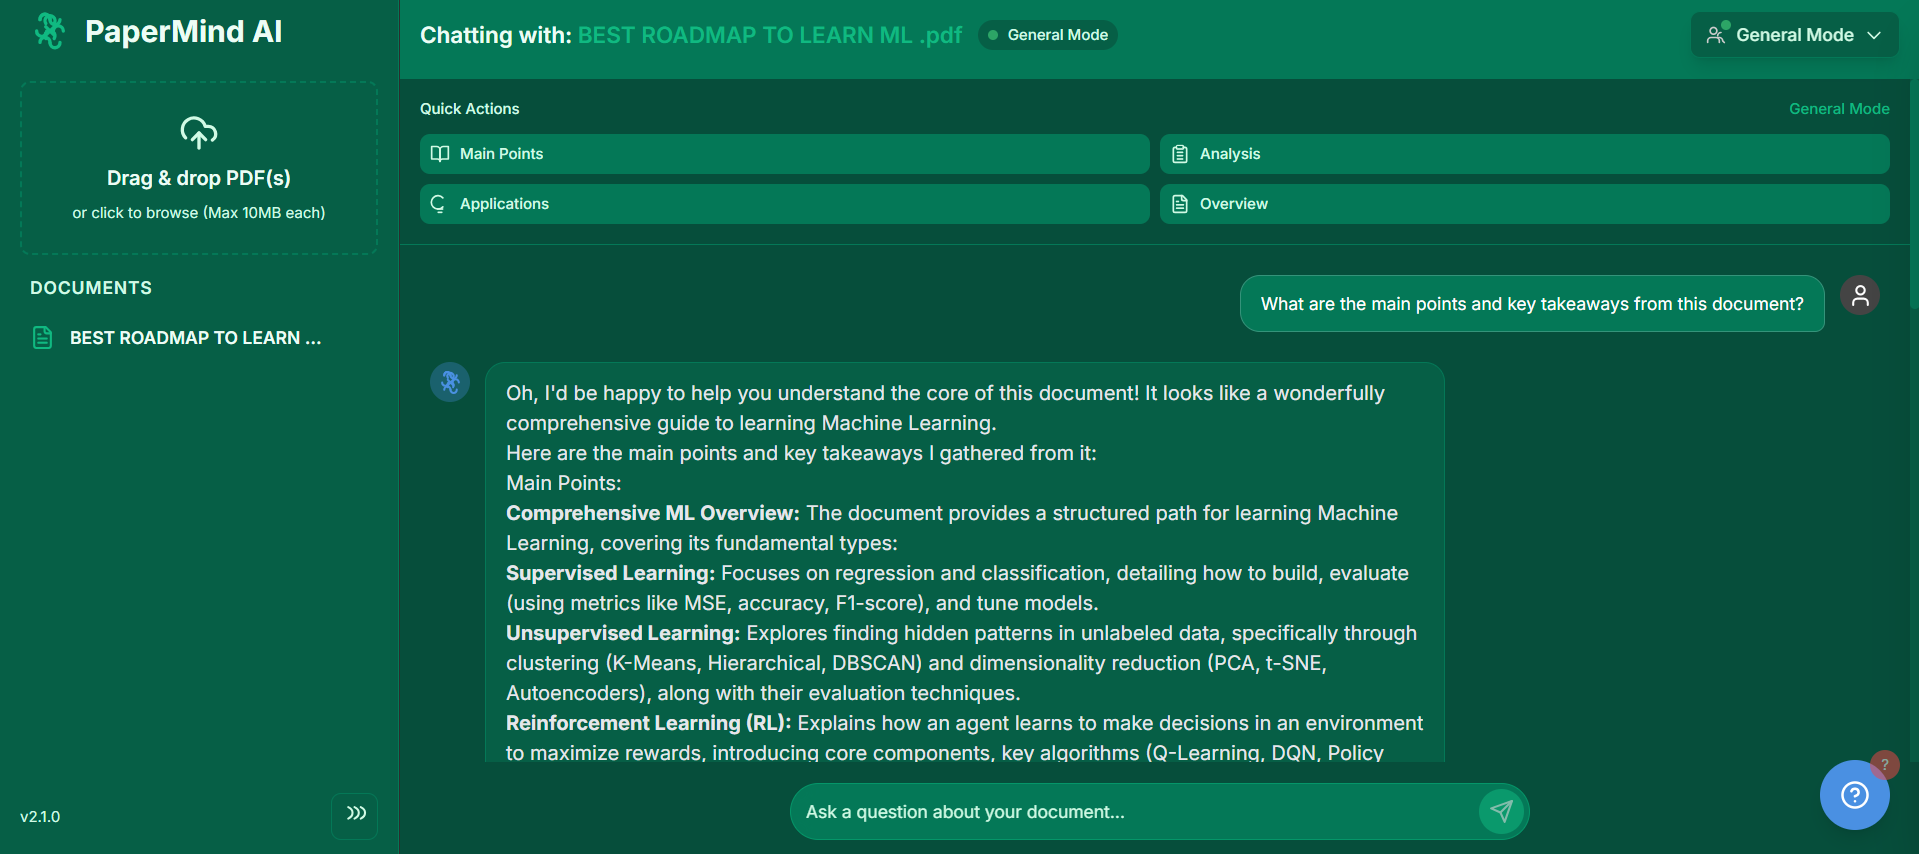 PaperMind AI
Drag & drop PDF(s)
or click to browse (Max 10MB each)
DOCUMENTS
BEST ROADMAP TO LEARN ...
v2.1.0
Chatting with: BEST ROADMAP TO LEARN ML .pdf
General Mode
General Mode
Quick Actions
General Mode
Main Points
Analysis
Applications
Overview
What are the main points and key takeaways from this document?
Oh, I'd be happy to help you understand the core of this document! It looks like a wonderfully
comprehensive guide to learning Machine Learning.
Here are the main points and key takeaways I gathered from it:
Main Points:
Comprehensive ML Overview: The document provides a structured path for learning Machine
Learning, covering its fundamental types:
Supervised Learning: Focuses on regression and classification, detailing how to build, evaluate
(using metrics like MSE, accuracy, F1-score), and tune models.
Unsupervised Learning: Explores finding hidden patterns in unlabeled data, specifically through
clustering (K-Means, Hierarchical, DBSCAN) and dimensionality reduction (PCA, t-SNE,
Autoencoders), along with their evaluation techniques.
Reinforcement Learning (RL): Explains how an agent learns to make decisions in an environment
to maximize rewards, introducing core components, key algorithms (Q-Learning, DQN, Policy
Ask a question about your document...
?
?